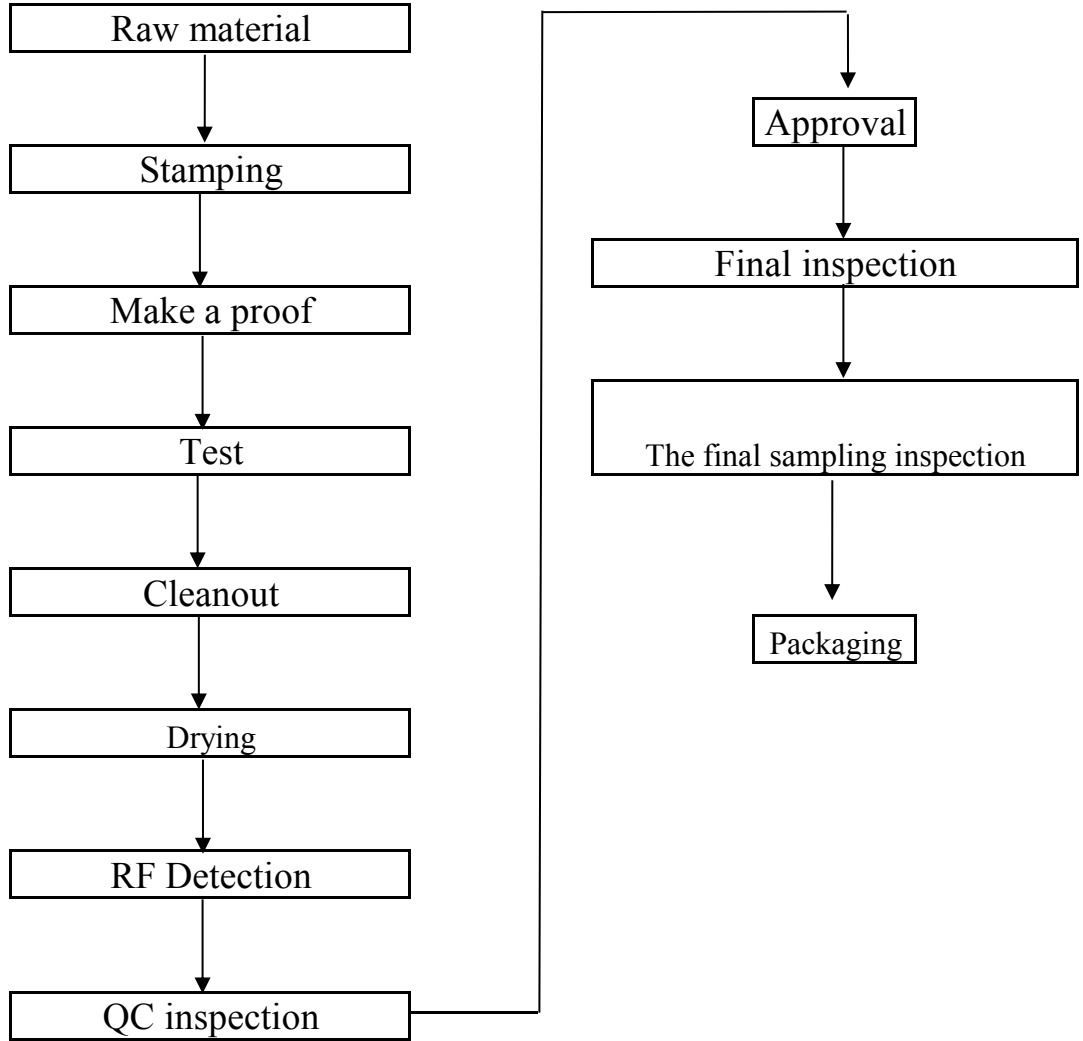 Raw material
Stamping
Make a proof
Test
Cleanout
Drying
RF Detection
QC inspection
Approval
Final inspection
The final sampling inspection
Packaging